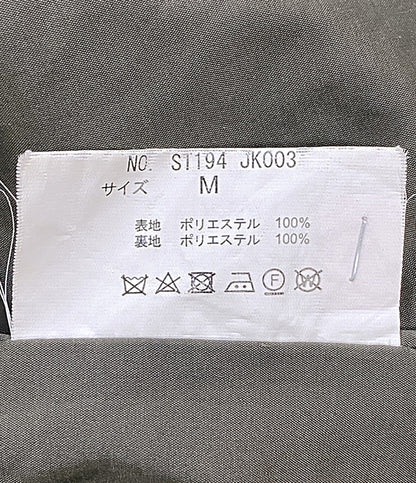 NO. ST194 JK003
サイズ M
表地 ポリエステル 100%
裏地 ポリエステル 100%
F W